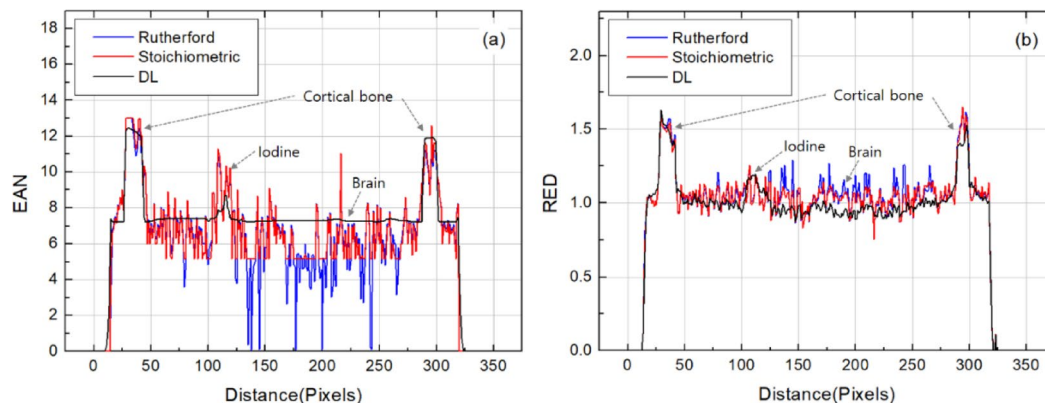 18
16
14
12
10
8
6
4
2
0
EAN
Rutherford
Stoichiometric
DL
(a)
Cortical bone
Iodine
Brain
0 50 100 150 200 250 300 350
Distance(Pixels)
2.0
1.5
1.0
0.5
0.0
RED
Rutherford
Stoichiometric
DL
(b)
Cortical bone
Iodine
Brain
0 50 100 150 200 250 300 350
Distance(Pixels)